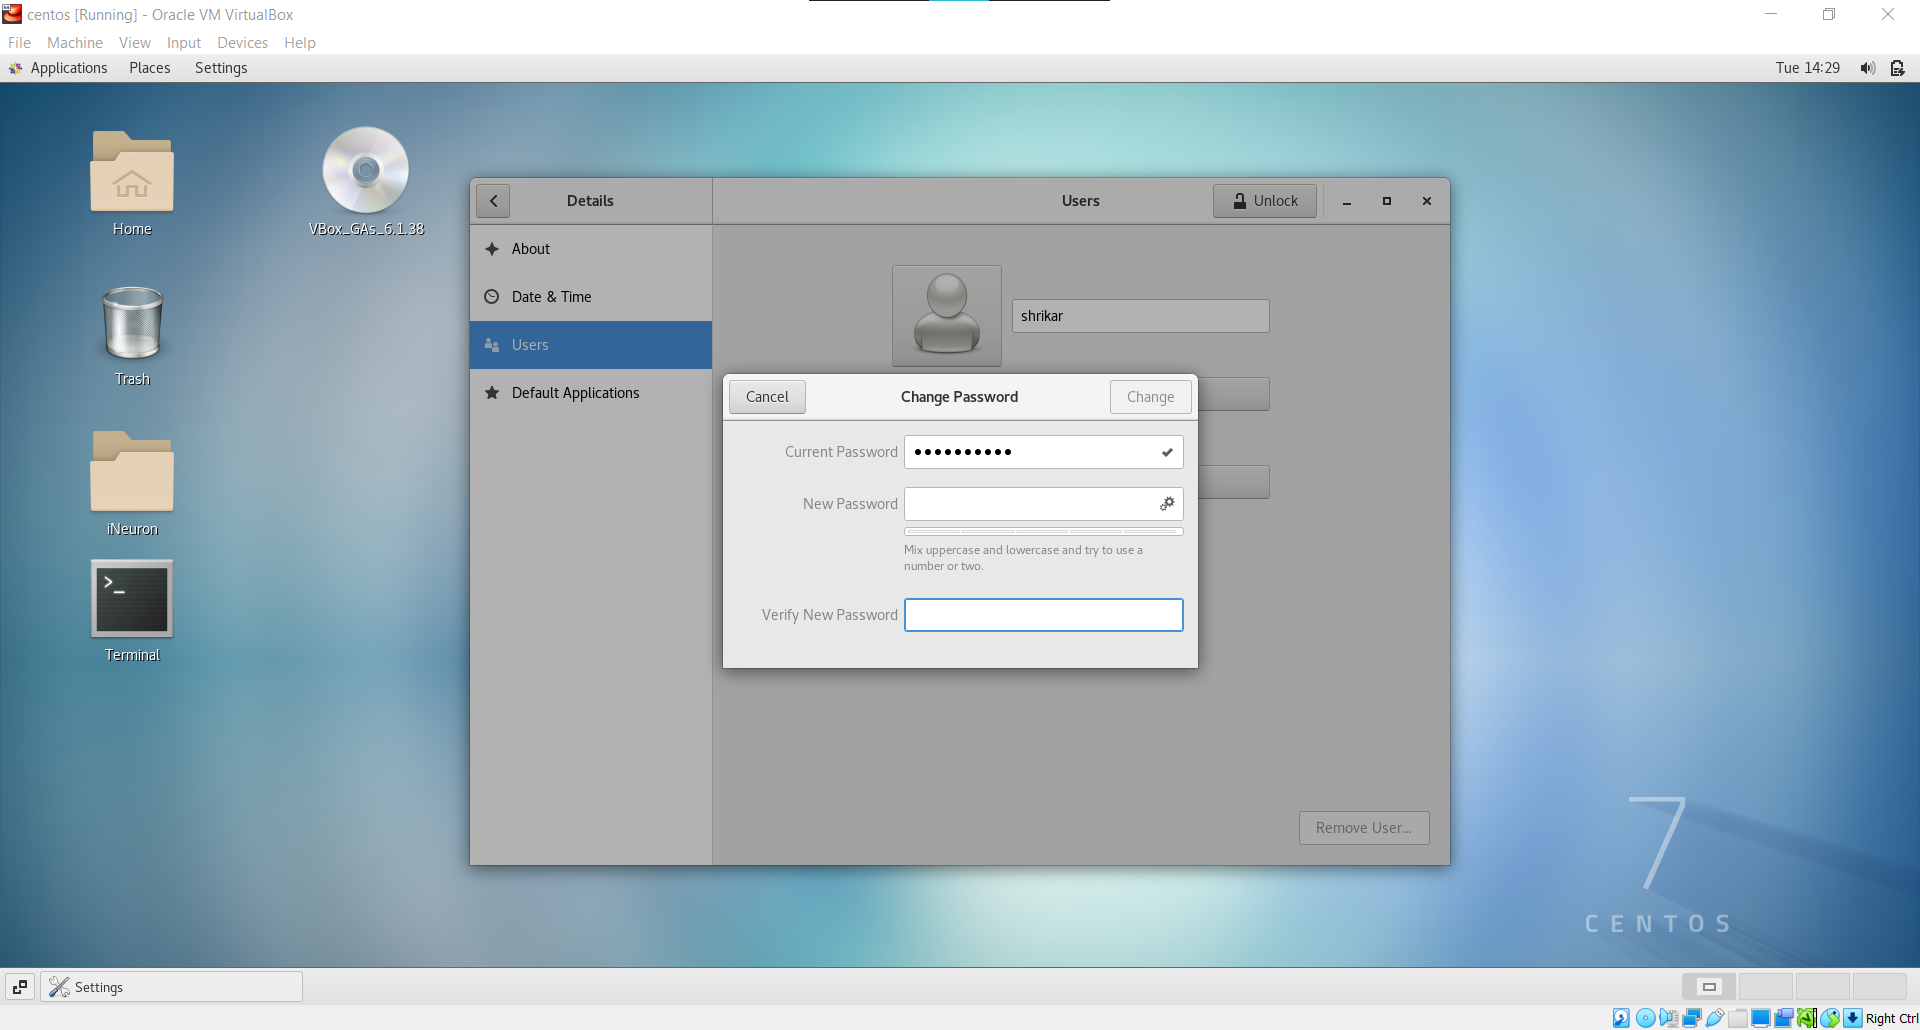 centos [Running] - Oracle VM VirtualBox
File Machine View Input Devices Help
Applications Places Settings
Tue 14:29
Home
VBox_GAs_6.1.38
Trash
iNeuron
>_
Terminal
Details
Users
Unlock
About
Date & Time
Users
Default Applications
shrikar
Cancel
Change Password
Change
Current Password
New Password
Mix uppercase and lowercase and try to use a
number or two.
Verify New Password
Remove User...
7
CENTOS
Settings
Right Ctrl